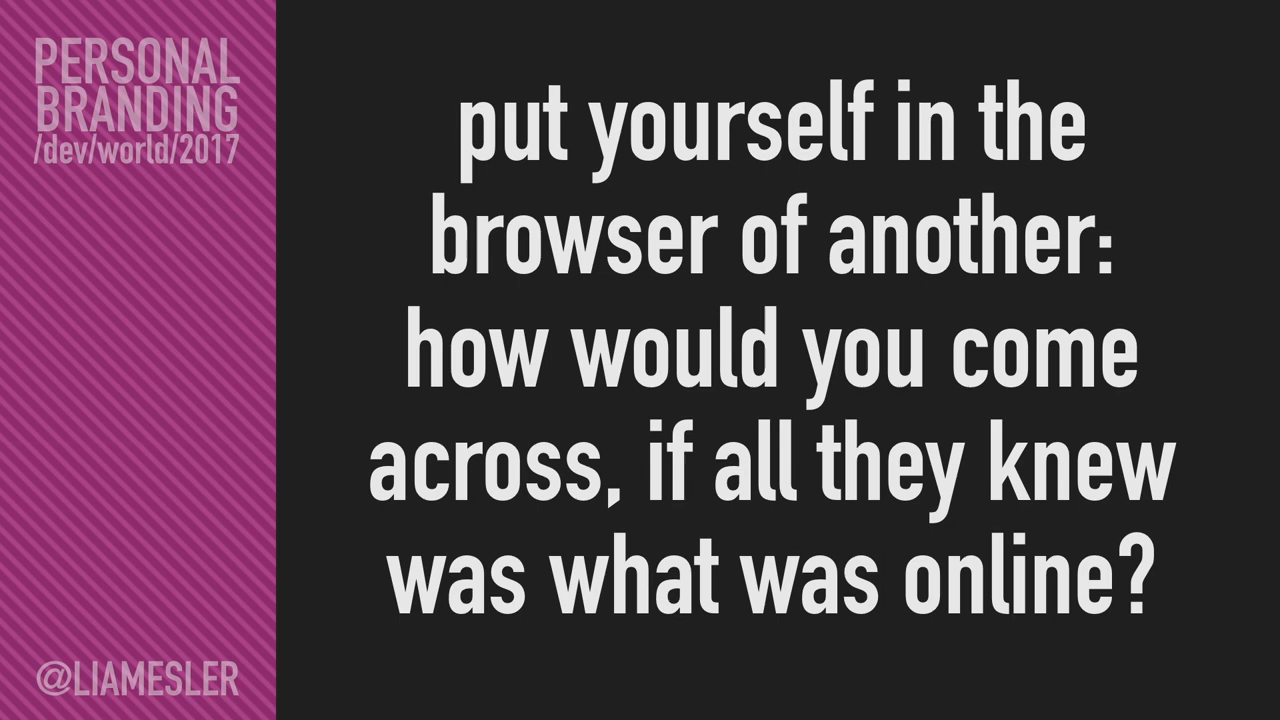 PERSONAL
BRANDING
/dev/world/2017
put yourself in the
browser of another:
how would you come
across, if all they knew
was what was online?
@LIAMESLER